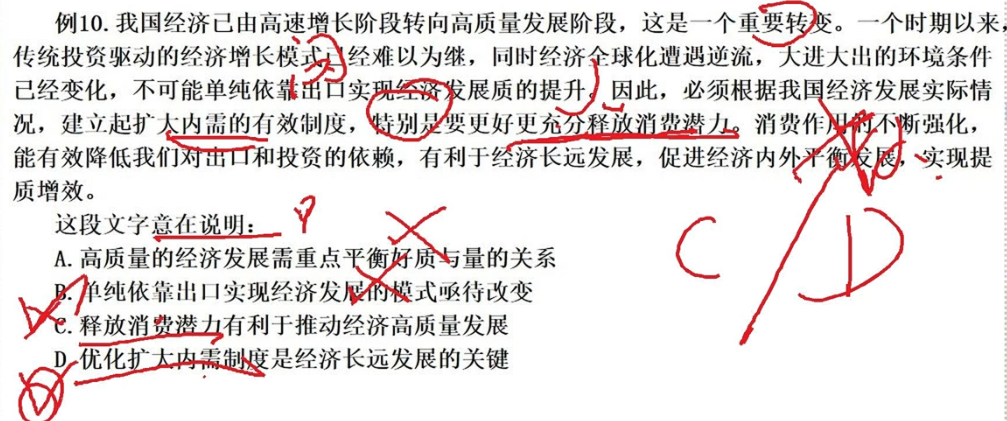 例10.我国经济已由高速增长阶段转向高质量发展阶段，这是一个重要转变。一个时期以来，
传统投资驱动的经济增长模式已经难以为继，同时经济全球化遭遇逆流，大进大出的环境条件
已经变化，不可能单纯依靠出口实现经济发展质的提升。因此，必须根据我国经济发展实际情
况，建立起扩大内需的有效制度，特别是要更好更充分释放消费潜力。消费作用的不断强化，
能有效降低我们对出口和投资的依赖，有利于经济长远发展，促进经济内外平衡发展，实现提
质增效。
这段文字意在说明：
A.高质量的经济发展需重点平衡好质与量的关系
B.单纯依靠出口实现经济发展的模式亟待改变
C D
C.释放消费潜力有利于推动经济高质量发展
D.优化扩大内需制度是经济长远发展的关键